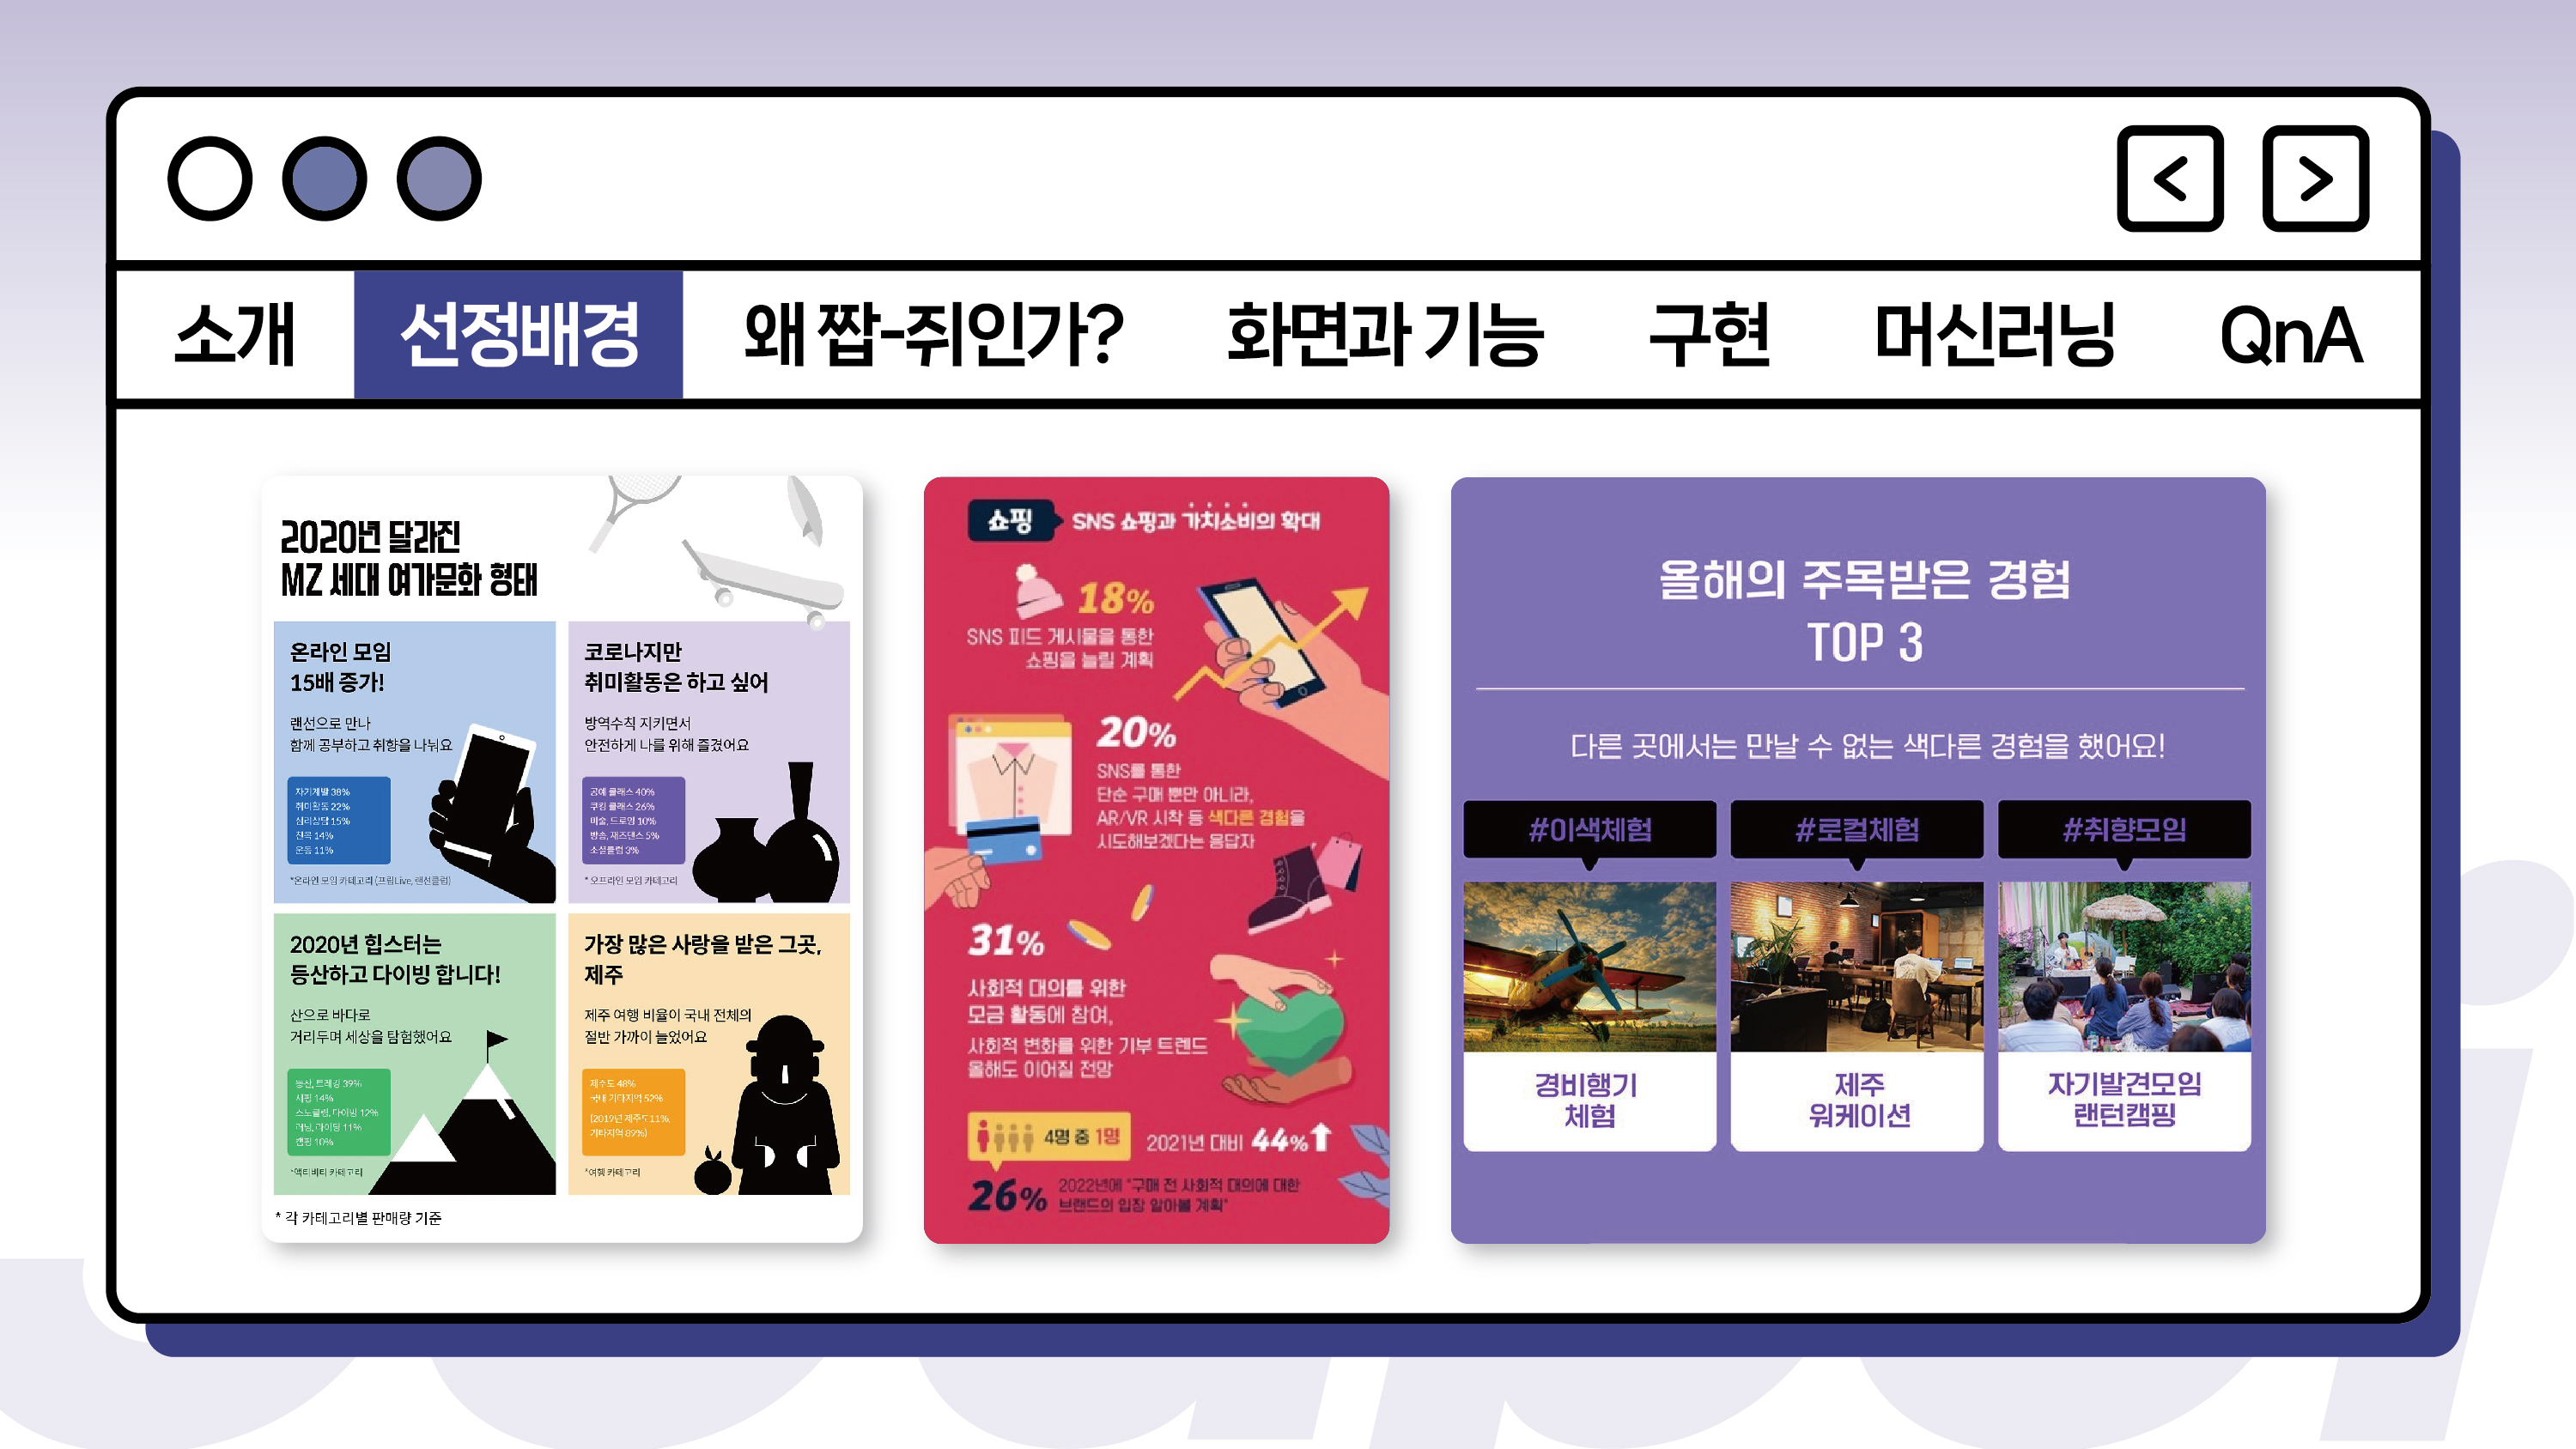 소개
선정배경
왜 짭-쥐인가?
화면과 기능
구현
머신러닝
QnA
2020년 달라진
MZ 세대 여가문화 형태
온라인 모임
15배 증가!
랜선으로 만나
함께 공부하고 취향을 나눠요
자기계발 38%
취미활동 22%
심리상담 15%
친목 14%
운동 11%
*온라인 모임 카테고리 (프립Live, 랜선클럽)
코로나지만
취미활동은 하고 싶어
방역수칙 지키면서
안전하게 나를 위해 즐겼어요
공예 클래스 40%
쿠킹 클래스 26%
미술, 드로잉 10%
방송, 재즈댄스 5%
소셜클럽 3%
* 오프라인 모임 카테고리
2020년 힙스터는
등산하고 다이빙 합니다!
산으로 바다로
거리두며 세상을 탐험했어요
등산, 트레킹 39%
서핑 14%
스노클링, 다이빙 12%
러닝, 라이딩 11%
캠핑 10%
*액티비티 카테고리
가장 많은 사랑을 받은 그곳,
제주
제주 여행 비율이 국내 전체의
절반 가까이 늘었어요
제주도 48%
국내 기타지역 52%
(2019년 제주도 11%,
기타지역 89%)
*여행 카테고리
* 각 카테고리별 판매량 기준
쇼핑
SNS 쇼핑과 가치소비의 확대
18%
SNS 피드 게시물을 통한
쇼핑을 늘릴 계획
20%
SNS를 통한
단순 구매 뿐만 아니라,
AR/VR 시착 등 색다른 경험을
시도해보겠다는 응답자
31%
사회적 대의를 위한
모금 활동에 참여,
사회적 변화를 위한 기부 트렌드
올해도 이어질 전망
4명 중 1명
2021년 대비 44%
26%
2022년에 "구매 전 사회적 대의에 대한
브랜드의 입장 알아볼 계획"
올해의 주목받은 경험
TOP 3
다른 곳에서는 만날 수 없는 색다른 경험을 했어요!
#이색체험
#로컬체험
#취향모임
경비행기
체험
제주
워케이션
자기발견모임
랜턴캠핑